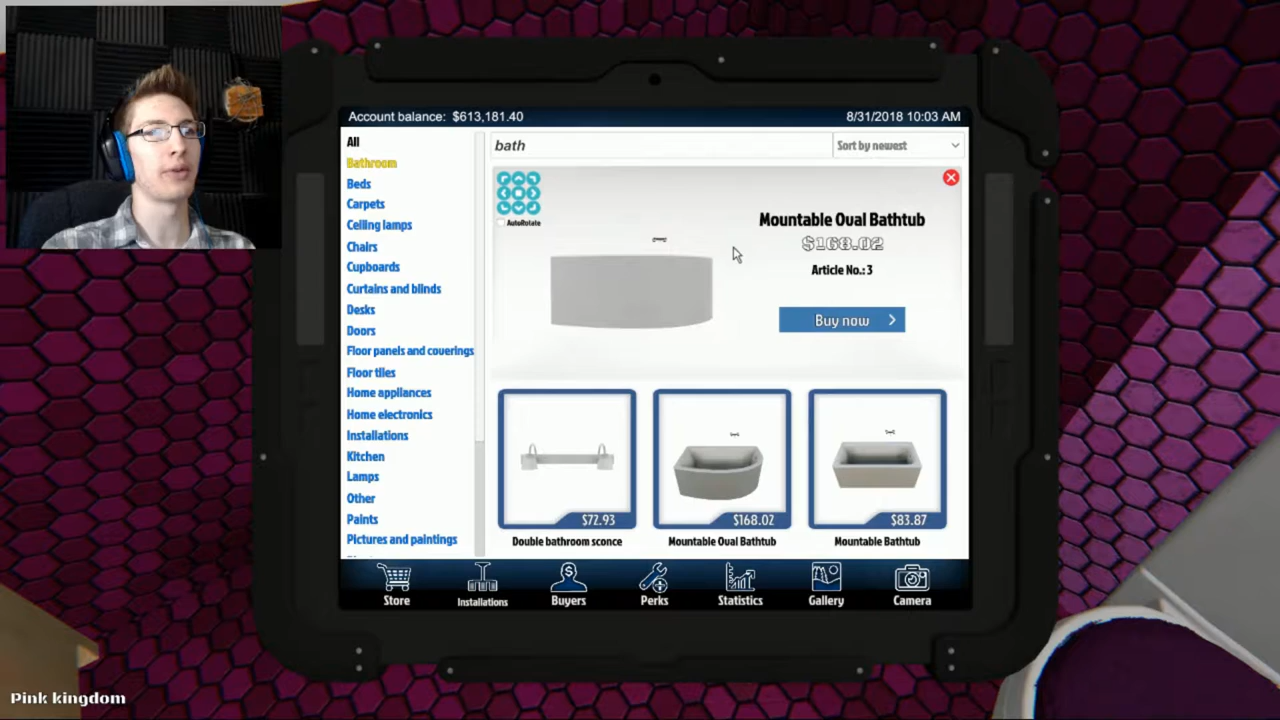 Account balance: $613,181.40
8/31/2018 10:03 AM
All
Bathroom
Beds
Carpets
Ceiling lamps
Chairs
Cupboards
Curtains and blinds
Desks
Doors
Floor panels and coverings
Floor tiles
Home appliances
Home electronics
Installations
Kitchen
Lamps
Other
Paints
Pictures and paintings
bath
Sort by newest
AutoRotate
Mountable Oval Bathtub
$168.02
Article No.: 3
Buy now
$72.93
$168.02
$83.87
Double bathroom sconce
Mountable Oval Bathtub
Mountable Bathtub
Store
Installations
Buyers
Perks
Statistics
Gallery
Camera
Pink kingdom